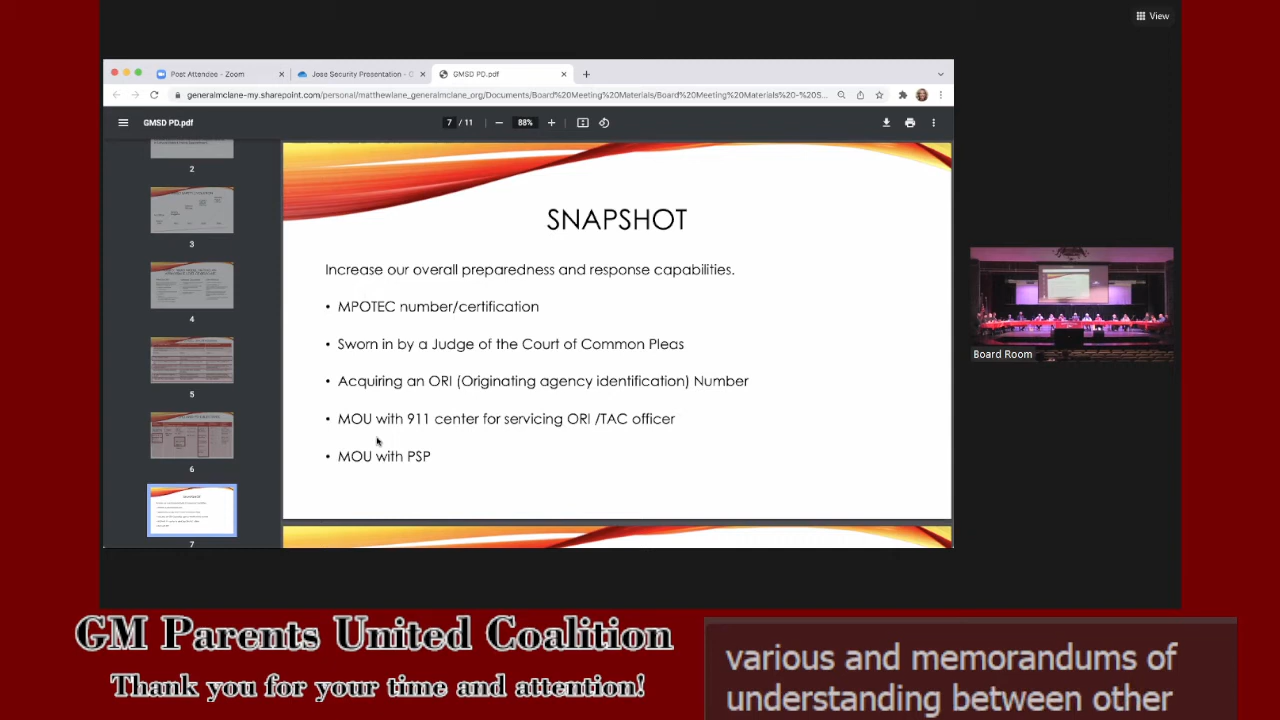 View
Post Attendee - Zoom
Jose Security Presentation - C
GMSD PD.pdf
generalmclane-my.sharepoint.com/personal/matthewlane_generalmclane_org/Documents/Board%20Meeting%20Materials/Board%20Meeting%20Materials%20-%20S...
GMSD PD.pdf
7 / 11
88%
2
3
4
5
6
7
SNAPSHOT
Increase our overall preparedness and response capabilities.
• MPOTEC number/certification
• Sworn in by a Judge of the Court of Common Pleas
• Acquiring an ORI (Originating agency identification) Number
• MOU with 911 center for servicing ORI /TAC officer
• MOU with PSP
Board Room
GM Parents United Coalition
Thank you for your time and attention!
various and memorandums of
understanding between other